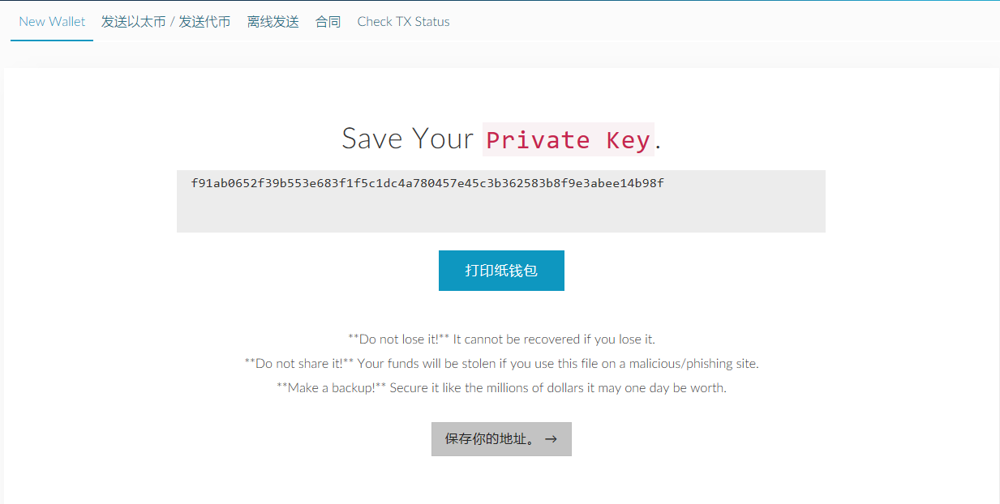 New Wallet 发送以太币 / 发送代币 离线发送 合同 Check TX Status
Save Your Private Key.
f91ab0652f39b553e683f1f5c1dc4a780457e45c3b362583b8f9e3abee14b98f
打印纸钱包
**Do not lose it!** It cannot be recovered if you lose it.
**Do not share it!** Your funds will be stolen if you use this file on a malicious/phishing site.
**Make a backup!** Secure it like the millions of dollars it may one day be worth.
保存你的地址。 →